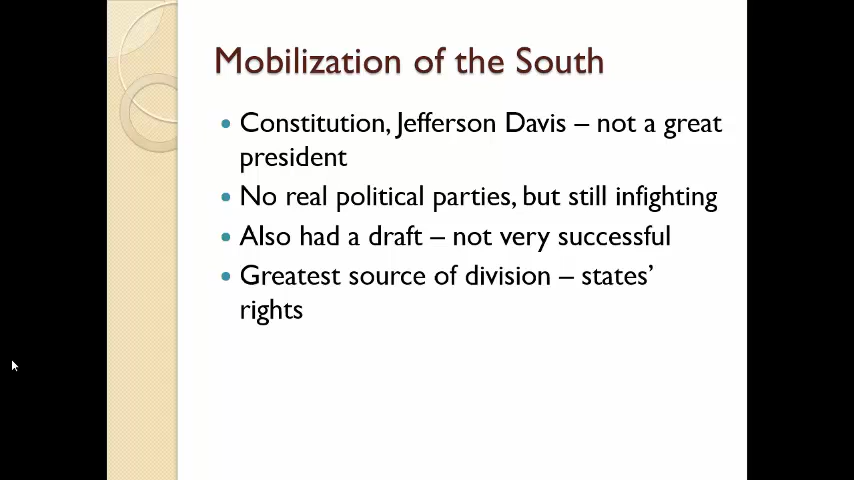 Mobilization of the South
• Constitution, Jefferson Davis – not a great
president
• No real political parties, but still infighting
• Also had a draft – not very successful
• Greatest source of division – states’
rights